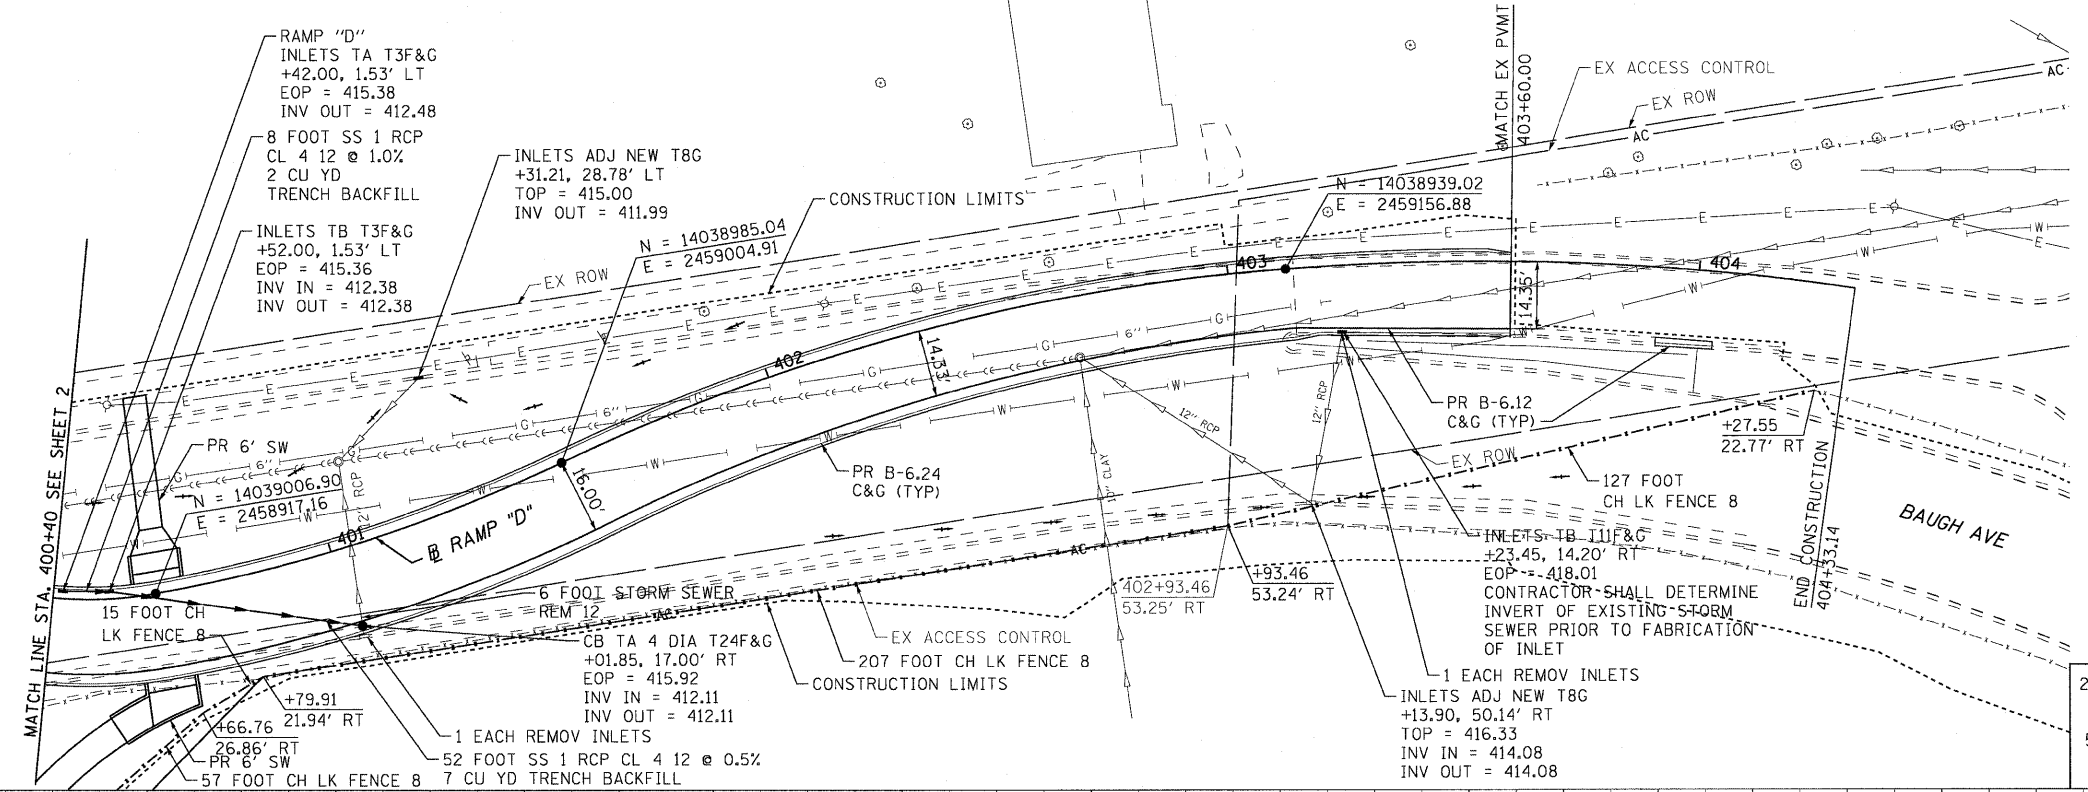 RAMP "D"
INLETS TA T3F&G
+42.00, 1.53' LT
EOP = 415.38
INV OUT = 412.48
8 FOOT SS 1 RCP
CL 4 12 @ 1.0%
2 CU YD
TRENCH BACKFILL
INLETS TB T3F&G
+52.00, 1.53' LT
EOP = 415.36
INV IN = 412.38
INV OUT = 412.38
INLETS ADJ NEW T8G
+31.21, 28.78' LT
TOP = 415.00
INV OUT = 411.99
N = 14038985.04
E = 2459004.91
CONSTRUCTION LIMITS
EX ROW
MATCH EX PVMT
403+60.00
EX ACCESS CONTROL
EX ROW
AC
AC
N = 14038939.02
E = 2459156.88
403
404
14.35'
402
14.33'
MATCH LINE STA. 400+40 SEE SHEET 2
PR 6' SW
N = 14039006.90
E = 2458917.16
401
12" RCP
16.00'
℄ RAMP "D"
PR B-6.24
C&G (TYP)
10" CLAY
12" RCP
12" RCP
PR B-6.12
C&G (TYP)
EX ROW
+27.55
22.77' RT
127 FOOT
CH LK FENCE 8
END CONSTRUCTION
404+33.14
BAUGH AVE
15 FOOT CH
LK FENCE 8
6 FOOT STORM SEWER
REM 12
CB TA 4 DIA T24F&G
+01.85, 17.00' RT
EOP = 415.92
INV IN = 412.11
INV OUT = 412.11
AC
AC
EX ACCESS CONTROL
207 FOOT CH LK FENCE 8
CONSTRUCTION LIMITS
402+93.46
53.25' RT
+93.46
53.24' RT
INLETS TB T11F&G
+23.45, 14.20' RT
EOP = 418.01
CONTRACTOR SHALL DETERMINE
INVERT OF EXISTING STORM
SEWER PRIOR TO FABRICATION
OF INLET
1 EACH REMOV INLETS
INLETS ADJ NEW T8G
+13.90, 50.14' RT
TOP = 416.33
INV IN = 414.08
INV OUT = 414.08
+79.91
21.94' RT
+66.76
26.86' RT
PR 6' SW
57 FOOT CH LK FENCE 8
1 EACH REMOV INLETS
52 FOOT SS 1 RCP CL 4 12 @ 0.5%
7 CU YD TRENCH BACKFILL